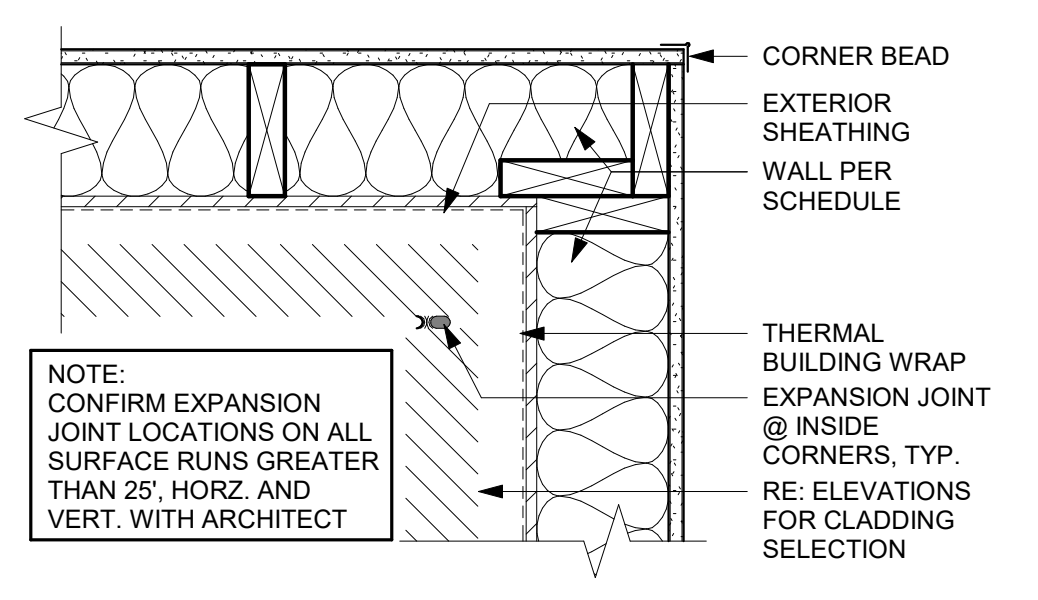 CORNER BEAD
EXTERIOR
SHEATHING
WALL PER
SCHEDULE
THERMAL
BUILDING WRAP
EXPANSION JOINT
@ INSIDE
CORNERS, TYP.
RE: ELEVATIONS
FOR CLADDING
SELECTION
NOTE:
CONFIRM EXPANSION
JOINT LOCATIONS ON ALL
SURFACE RUNS GREATER
THAN 25', HORZ. AND
VERT. WITH ARCHITECT